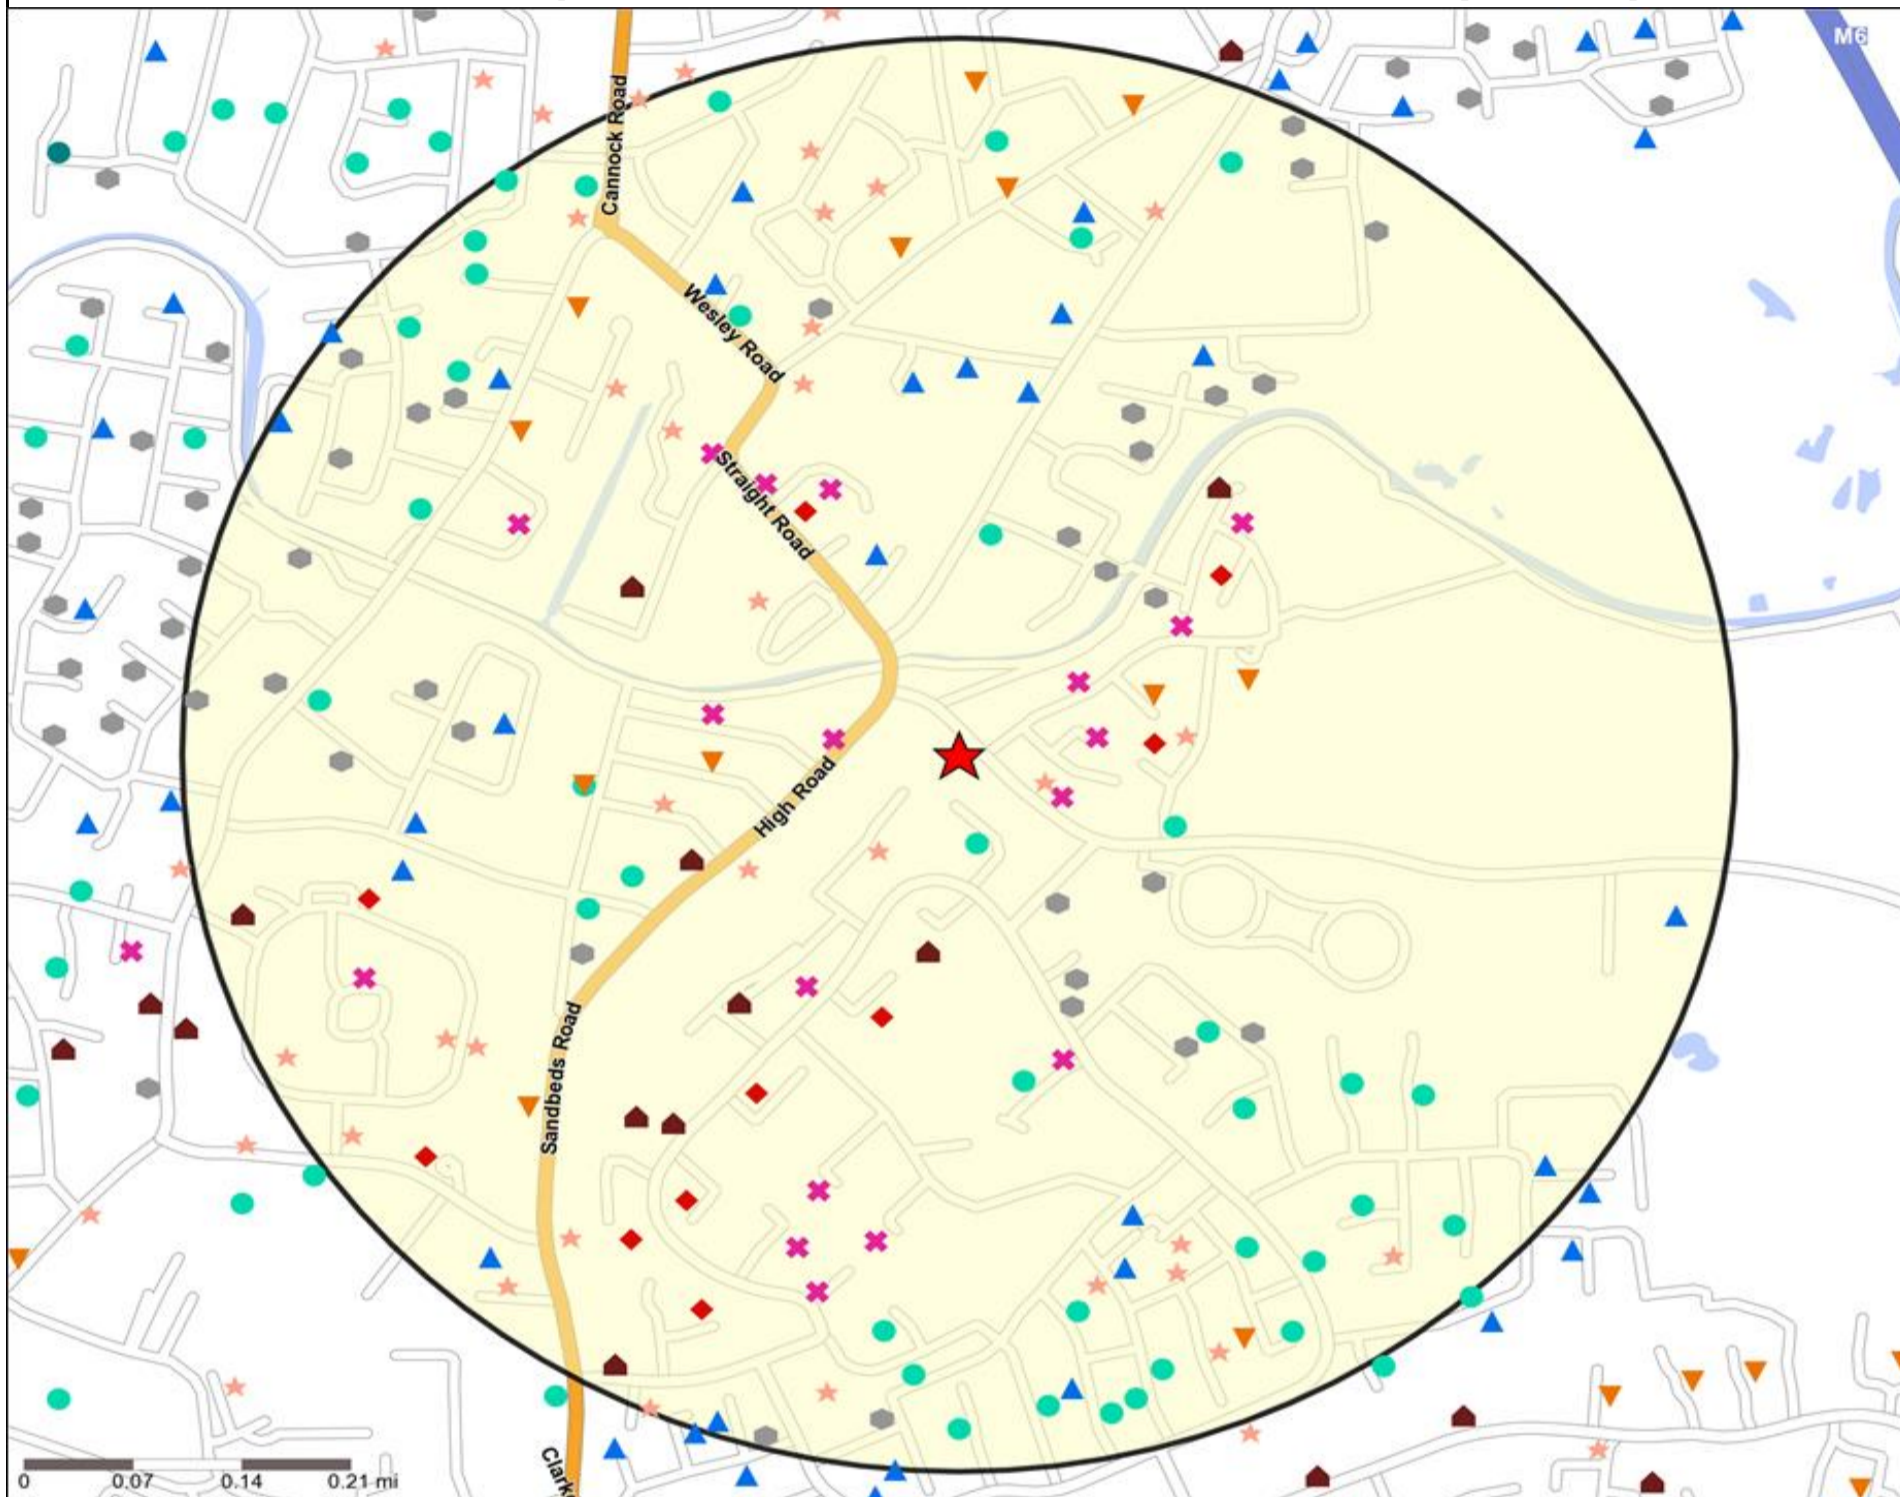 M6
Cannock Road
Wesley Road
Straight Road
High Road
Sandbeds Road
Clark
0 0.07 0.14 0.21 mi